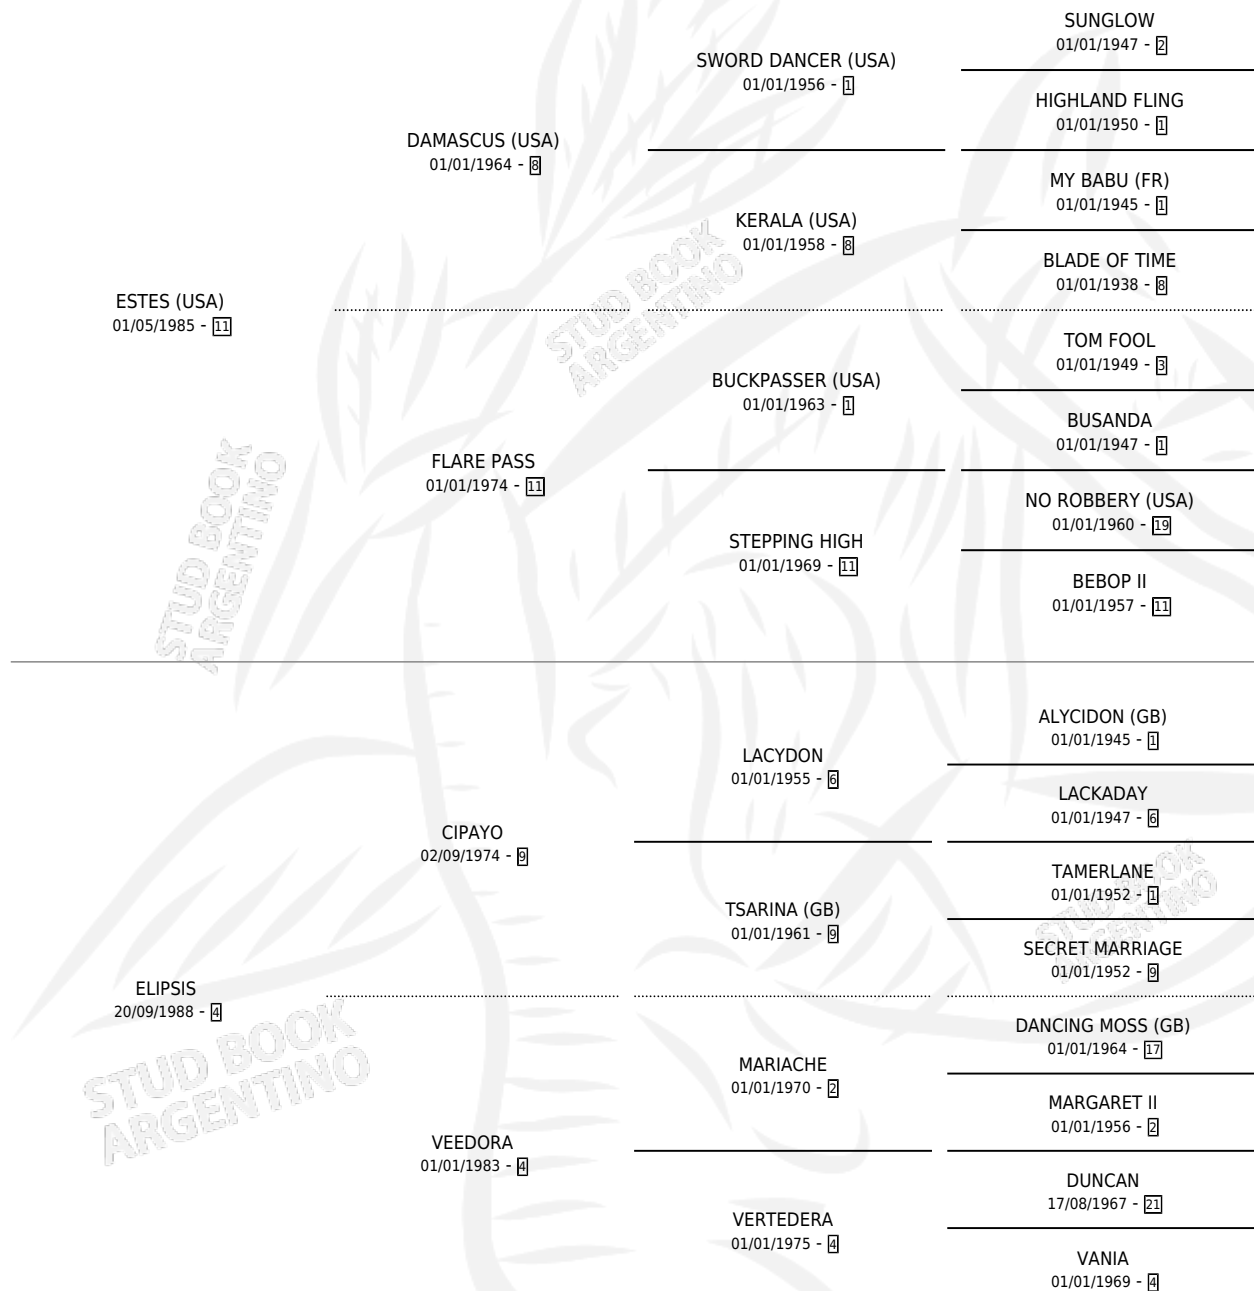 SUNGLOW
01/01/1947 - 2
SWORD DANCER (USA)
01/01/1956 - 1
HIGHLAND FLING
01/01/1950 - 1
DAMASCUS (USA)
01/01/1964 - 8
MY BABU (FR)
01/01/1945 - 1
KERALA (USA)
01/01/1958 - 8
BLADE OF TIME
01/01/1938 - 8
ESTES (USA)
01/05/1985 - 11
TOM FOOL
01/01/1949 - 3
BUCKPASSER (USA)
01/01/1963 - 1
BUSANDA
01/01/1947 - 1
FLARE PASS
01/01/1974 - 11
NO ROBBERY (USA)
01/01/1960 - 19
STEPPING HIGH
01/01/1969 - 11
BEBOP II
01/01/1957 - 11
STUD BOOK
ARGENTINO
STUD BOOK
ARGENTINO
ALYCIDON (GB)
01/01/1945 - 1
LACYDON
01/01/1955 - 6
LACKADAY
01/01/1947 - 6
CIPAYO
02/09/1974 - 9
TAMERLANE
01/01/1952 - 1
TSARINA (GB)
01/01/1961 - 9
SECRET MARRIAGE
01/01/1952 - 9
ELIPSIS
20/09/1988 - 4
DANCING MOSS (GB)
01/01/1964 - 17
MARIACHE
01/01/1970 - 2
MARGARET II
01/01/1956 - 2
VEEDORA
01/01/1983 - 4
DUNCAN
17/08/1967 - 21
VERTEDERA
01/01/1975 - 4
VANIA
01/01/1969 - 4
STUD BOOK
ARGENTINO
STUD BOOK
ARGENTINO